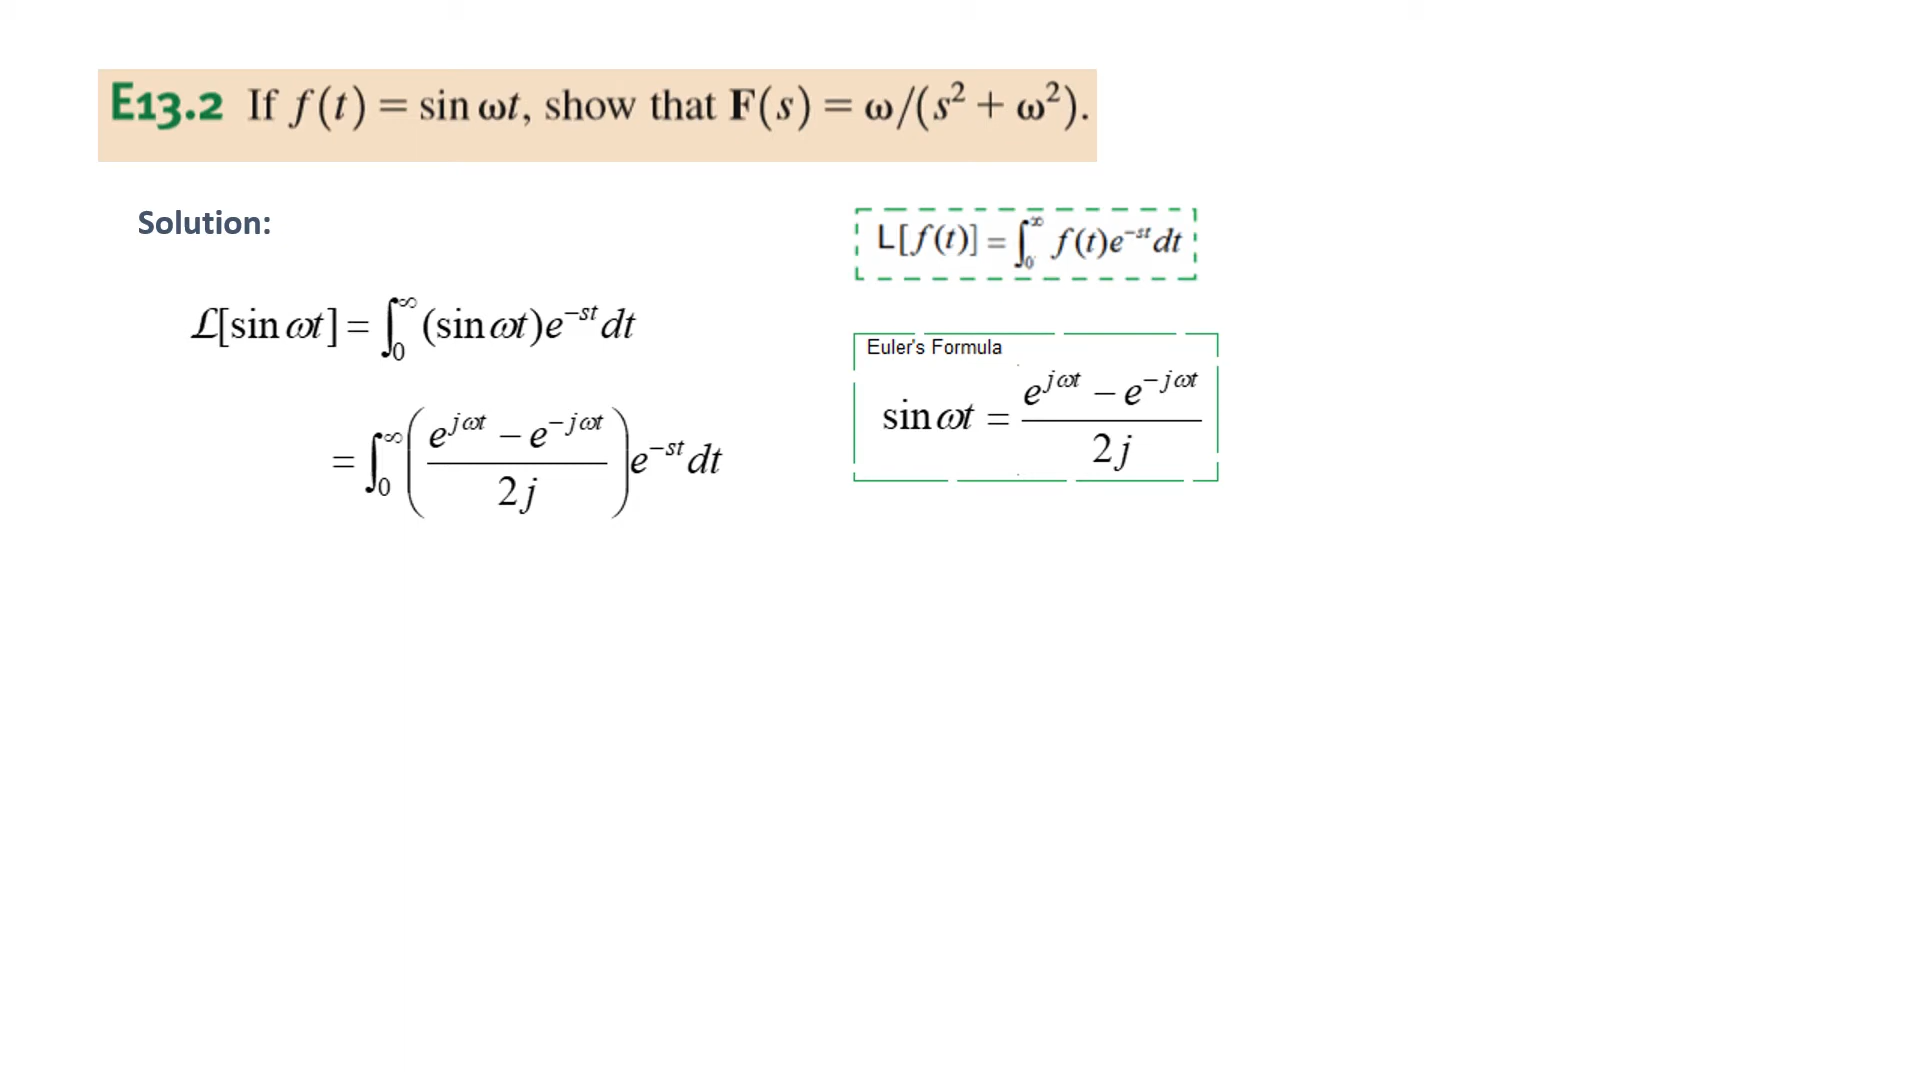 E13.2 If f(t) = sin ωt, show that F(s) = ω/(s² + ω²).
Solution:
L[f(t)] = ∫₀^∞ f(t)e^{-st} dt
ℒ[sin ωt] = ∫₀^∞ (sin ωt)e^{-st} dt
Euler's Formula
sin ωt = (e^{jωt} − e^{−jωt}) / 2j
= ∫₀^∞ ((e^{jωt} − e^{−jωt}) / 2j) e^{-st} dt